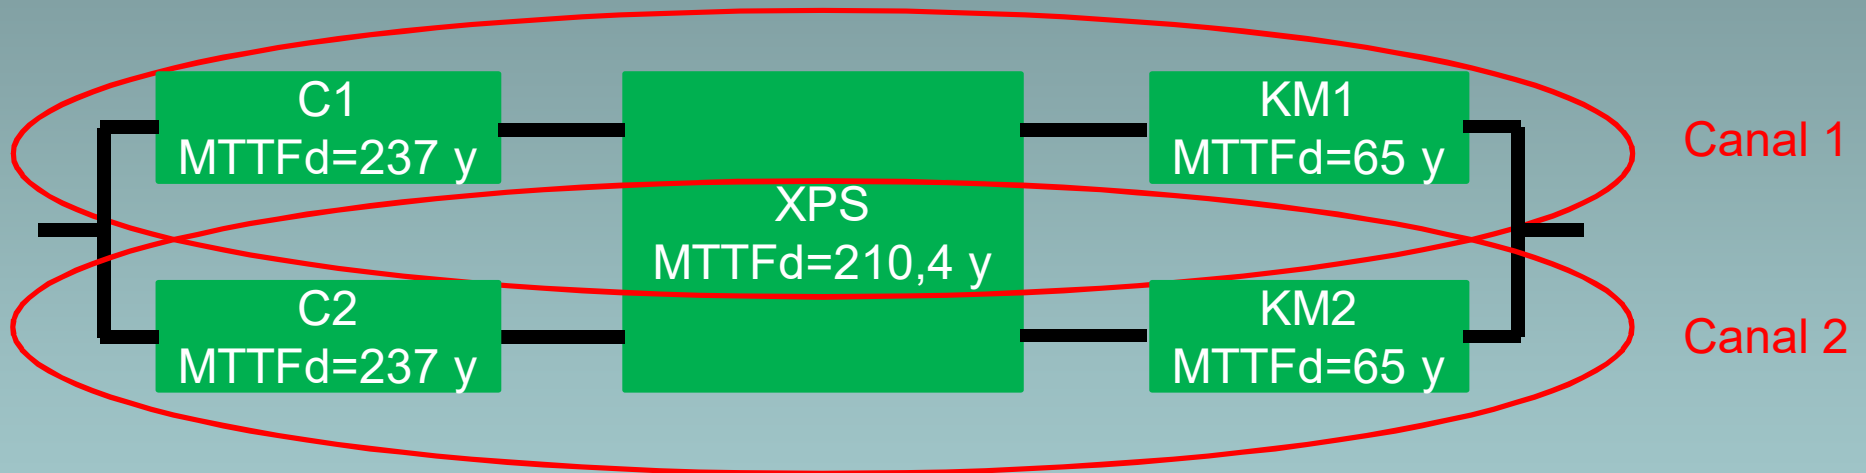 C1
MTTFd=237 y
KM1
MTTFd=65 y
Canal 1
XPS
MTTFd=210,4 y
C2
MTTFd=237 y
KM2
MTTFd=65 y
Canal 2